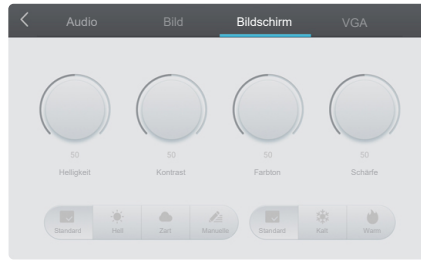 Audio Bild Bildschirm VGA
50 50 50 50
Helligkeit Kontrast Farbton Schärfe
Standard Hell Zart Manuelle Standard Kalt Warm